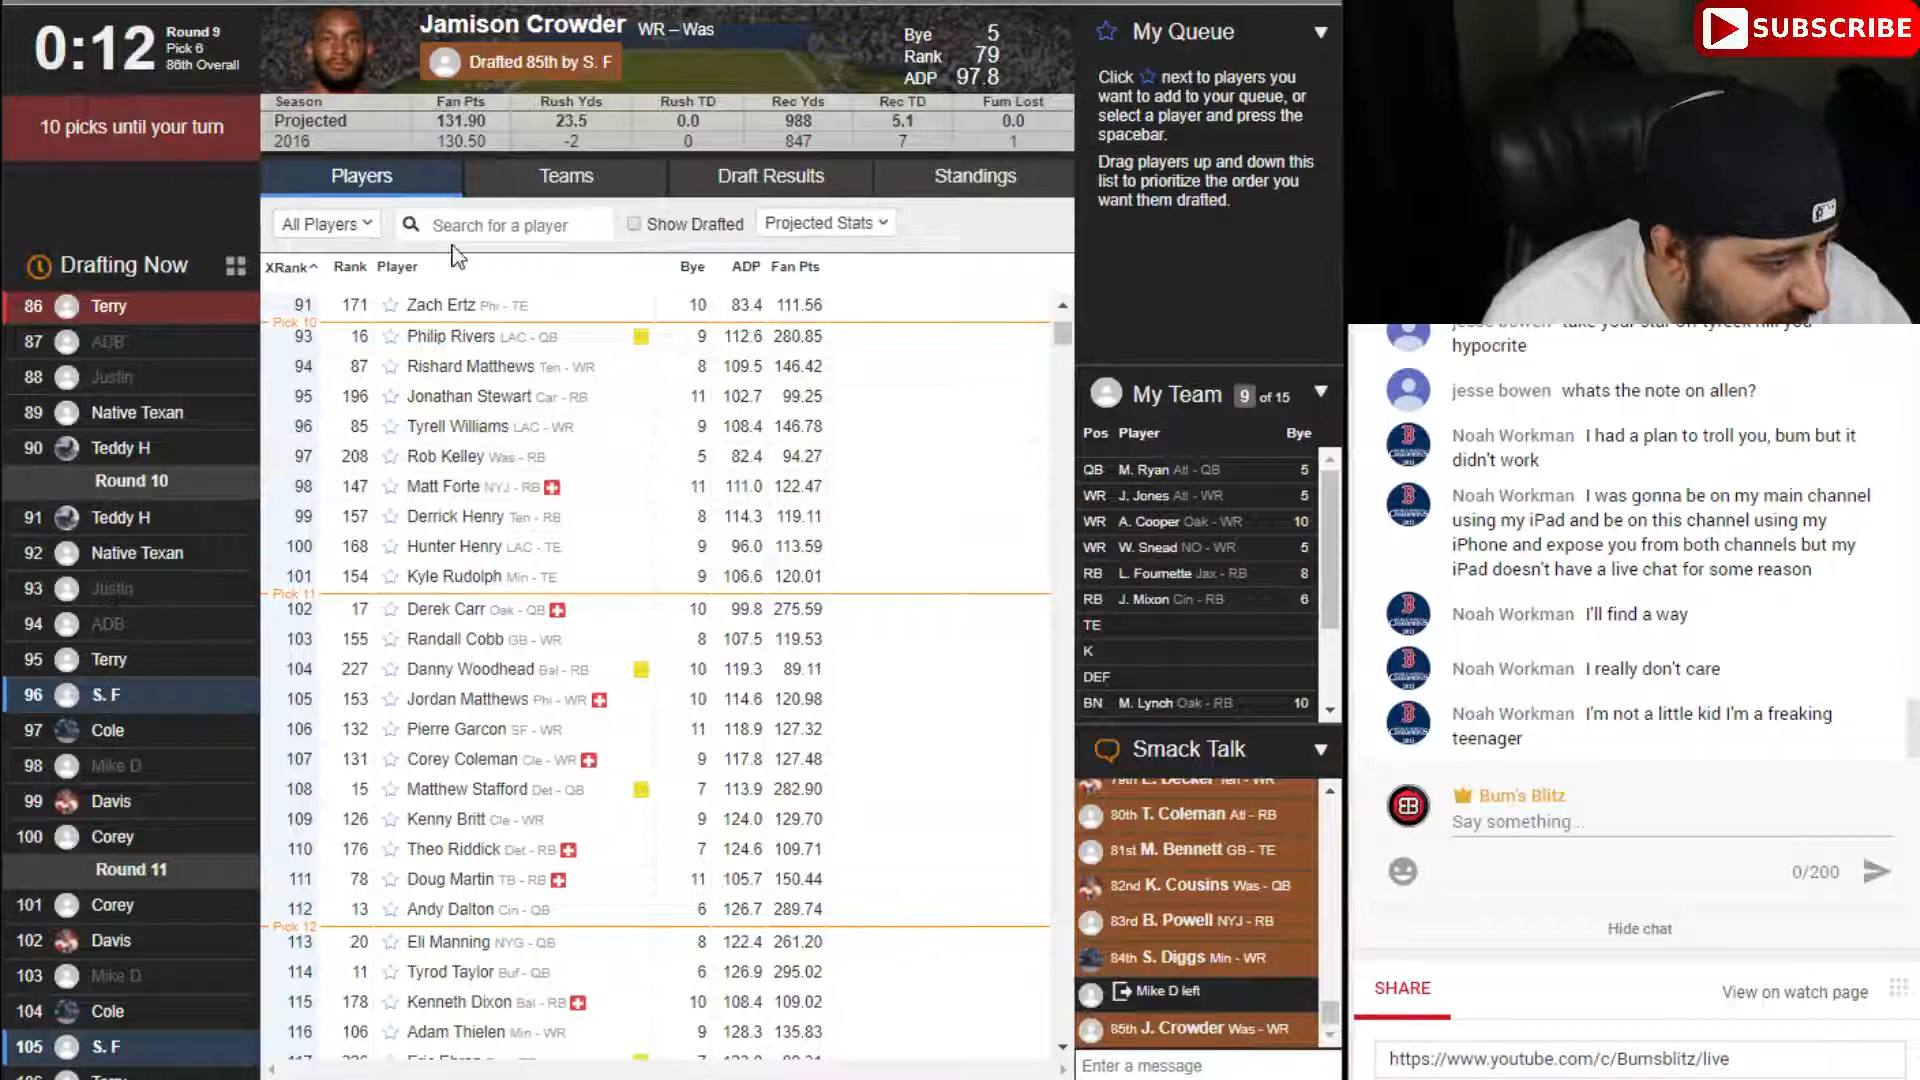 0:12
Round 9
Pick 6
86th Overall
10 picks until your turn
Jamison Crowder WR – Was
Drafted 85th by S. F
Bye 5
Rank 79
ADP 97.8
Season Fan Pts Rush Yds Rush TD Rec Yds Rec TD Fum Lost
Projected 131.90 23.5 0.0 988 5.1 0.0
2016 130.50 -2 0 847 7 1
Players Teams Draft Results Standings
All Players Search for a player Show Drafted Projected Stats
XRank^ Rank Player Bye ADP Fan Pts
91 171 Zach Ertz Phi - TE 10 83.4 111.56
Pick 10
93 16 Philip Rivers LAC - QB 9 112.6 280.85
94 87 Rishard Matthews Ten - WR 8 109.5 146.42
95 196 Jonathan Stewart Car - RB 11 102.7 99.25
96 85 Tyrell Williams LAC - WR 9 108.4 146.78
97 208 Rob Kelley Was - RB 5 82.4 94.27
98 147 Matt Forte NYJ - RB 11 111.0 122.47
99 157 Derrick Henry Ten - RB 8 114.3 119.11
100 168 Hunter Henry LAC - TE 9 96.0 113.59
101 154 Kyle Rudolph Min - TE 9 106.6 120.01
Pick 11
102 17 Derek Carr Oak - QB 10 99.8 275.59
103 155 Randall Cobb GB - WR 8 107.5 119.53
104 227 Danny Woodhead Bal - RB 10 119.3 89.11
105 153 Jordan Matthews Phi - WR 10 114.6 120.98
106 132 Pierre Garcon SF - WR 11 118.9 127.32
107 131 Corey Coleman Cle - WR 9 117.8 127.48
108 15 Matthew Stafford Det - QB 7 113.9 282.90
109 126 Kenny Britt Cle - WR 9 124.0 129.70
110 176 Theo Riddick Det - RB 7 124.6 109.71
111 78 Doug Martin TB - RB 11 105.7 150.44
112 13 Andy Dalton Cin - QB 6 126.7 289.74
Pick 12
113 20 Eli Manning NYG - QB 8 122.4 261.20
114 11 Tyrod Taylor Buf - QB 6 126.9 295.02
115 178 Kenneth Dixon Bal - RB 10 108.4 109.02
116 106 Adam Thielen Min - WR 9 128.3 135.83
Drafting Now
86 Terry
87 ADB
88 Justin
89 Native Texan
90 Teddy H
Round 10
91 Teddy H
92 Native Texan
93 Justin
94 ADB
95 Terry
96 S. F
97 Cole
98 Mike D
99 Davis
100 Corey
Round 11
101 Corey
102 Davis
103 Mike D
104 Cole
105 S. F
My Queue
Click next to players you
want to add to your queue, or
select a player and press the
spacebar.
Drag players up and down this
list to prioritize the order you
want them drafted.
My Team 9 of 15
Pos Player Bye
QB M. Ryan Atl - QB 5
WR J. Jones Atl - WR 5
WR A. Cooper Oak - WR 10
WR W. Snead NO - WR 5
RB L. Fournette Jax - RB 8
RB J. Mixon Cin - RB 6
TE
K
DEF
BN M. Lynch Oak - RB 10
Smack Talk
79th E. Decker Ten - WR
80th T. Coleman Atl - RB
81st M. Bennett GB - TE
82nd K. Cousins Was - QB
83rd B. Powell NYJ - RB
84th S. Diggs Min - WR
Mike D left
85th J. Crowder Was - WR
Enter a message
SUBSCRIBE
jesse bowen take your star off tyreek hill you
hypocrite
jesse bowen whats the note on allen?
Noah Workman I had a plan to troll you, bum but it
didn't work
Noah Workman I was gonna be on my main channel
using my iPad and be on this channel using my
iPhone and expose you from both channels but my
iPad doesn't have a live chat for some reason
Noah Workman I'll find a way
Noah Workman I really don't care
Noah Workman I'm not a little kid I'm a freaking
teenager
Bum's Blitz
Say something...
0/200
Hide chat
SHARE View on watch page
https://www.youtube.com/c/Bumsblitz/live